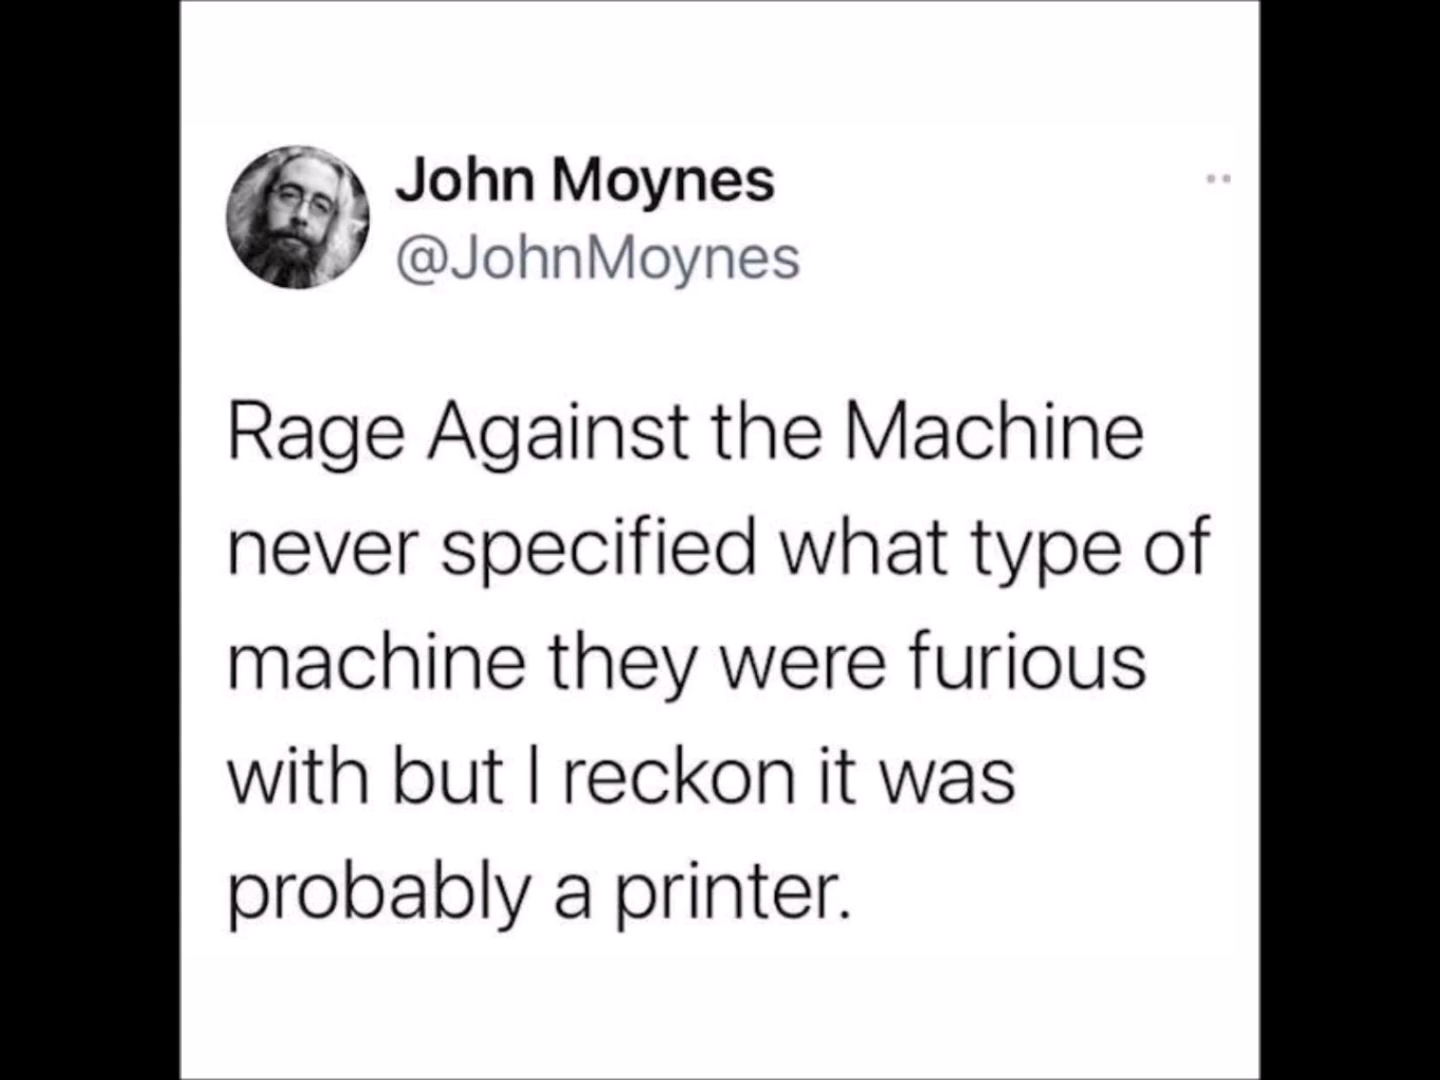 John Moynes
@JohnMoynes
Rage Against the Machine
never specified what type of
machine they were furious
with but I reckon it was
probably a printer.